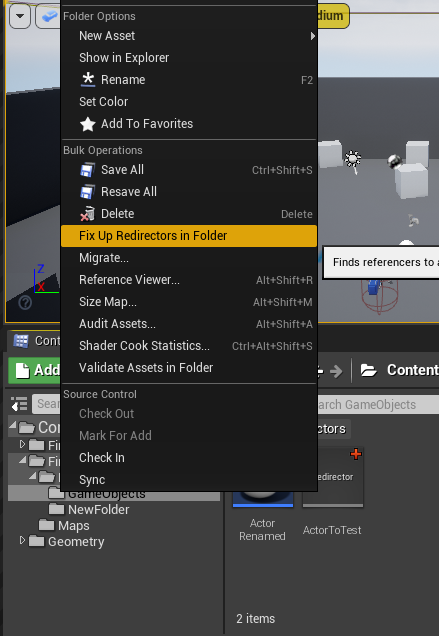 Folder Options
dium
New Asset
Show in Explorer
Rename F2
Set Color
Add To Favorites
Bulk Operations
Save All Ctrl+Shift+S
Resave All
Delete Delete
Fix Up Redirectors in Folder
Migrate...
Finds referencers to a
Reference Viewer... Alt+Shift+R
Size Map... Alt+Shift+M
Z
X
Audit Assets... Alt+Shift+A
Shader Cook Statistics... Ctrl+Alt+Shift+S
Cont
Validate Assets in Folder
Add
Content
Source Control
Sear
arch GameObjects
Check Out
Co
Mark For Add
ctors
Fi
Check In
Fi
Sync
edirector
GameObjects
NewFolder
Maps
Geometry
Actor
Renamed
ActorToTest
2 items